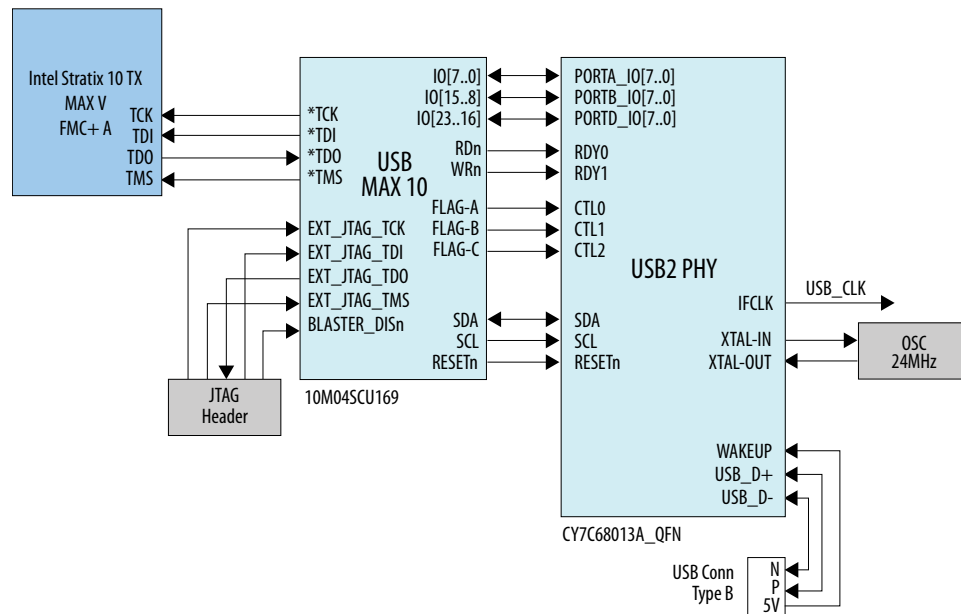 Intel Stratix 10 TX
MAX V
FMC+ A
TCK
TDI
TDO
TMS
*TCK
*TDI
*TDO
*TMS
USB
MAX 10
EXT_JTAG_TCK
EXT_JTAG_TDI
EXT_JTAG_TDO
EXT_JTAG_TMS
BLASTER_DISn
IO[7..0]
IO[15..8]
IO[23..16]
RDn
WRn
FLAG-A
FLAG-B
FLAG-C
SDA
SCL
RESETn
10M04SCU169
JTAG
Header
PORTA_IO[7..0]
PORTB_IO[7..0]
PORTD_IO[7..0]
RDY0
RDY1
CTL0
CTL1
CTL2
USB2 PHY
SDA
SCL
RESETn
IFCLK
XTAL-IN
XTAL-OUT
WAKEUP
USB_D+
USB_D-
CY7C68013A_QFN
USB_CLK
OSC
24MHz
USB Conn
Type B
N
P
5V